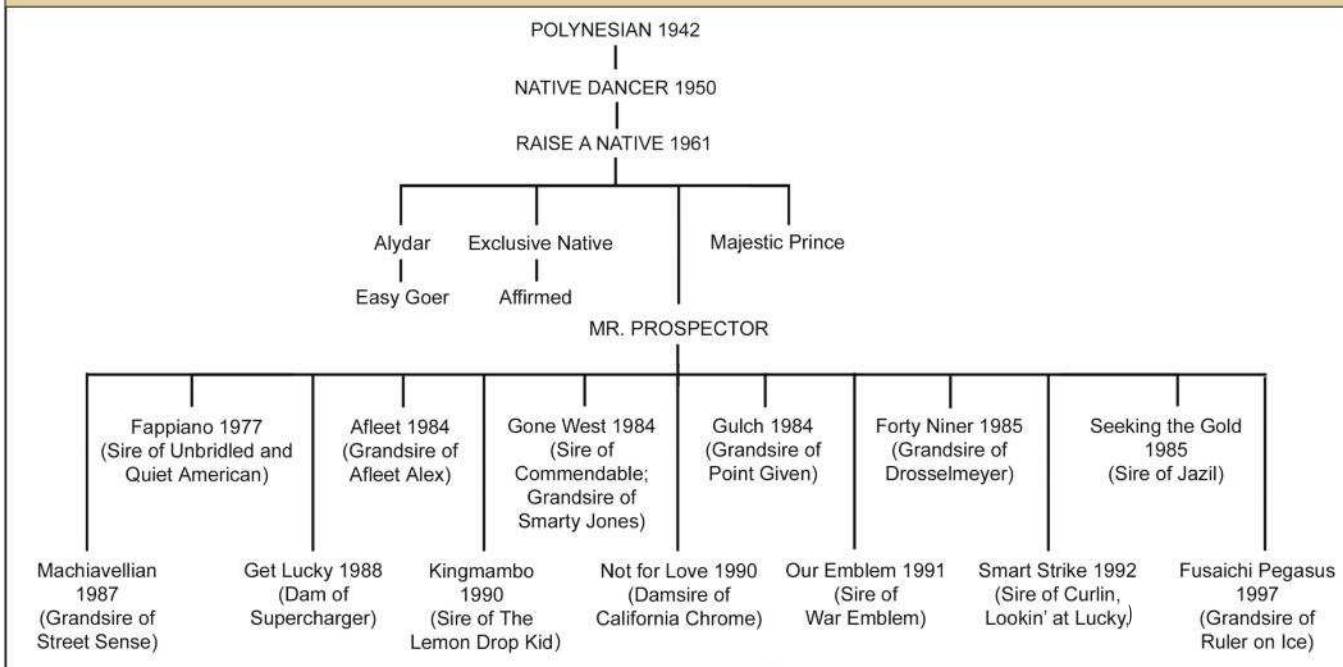 POLYNESIAN 1942
NATIVE DANCER 1950
RAISE A NATIVE 1961
Alydar
Exclusive Native
Majestic Prince
Easy Goer
Affirmed
MR. PROSPECTOR
Fappiano 1977
(Sire of Unbridled and
Quiet American)
Afleet 1984
(Grandsire of
Afleet Alex)
Gone West 1984
(Sire of
Commendable;
Grandsire of
Smarty Jones)
Gulch 1984
(Grandsire of
Point Given)
Forty Niner 1985
(Grandsire of
Drosselmeyer)
Seeking the Gold
1985
(Sire of Jazil)
Machiavellian
1987
(Grandsire of
Street Sense)
Get Lucky 1988
(Dam of
Supercharger)
Kingmambo
1990
(Sire of The
Lemon Drop Kid)
Not for Love 1990
(Damsire of
California Chrome)
Our Emblem 1991
(Sire of
War Emblem)
Smart Strike 1992
(Sire of Curlin,
Lookin' at Lucky,)
Fusaichi Pegasus
1997
(Grandsire of
Ruler on Ice)